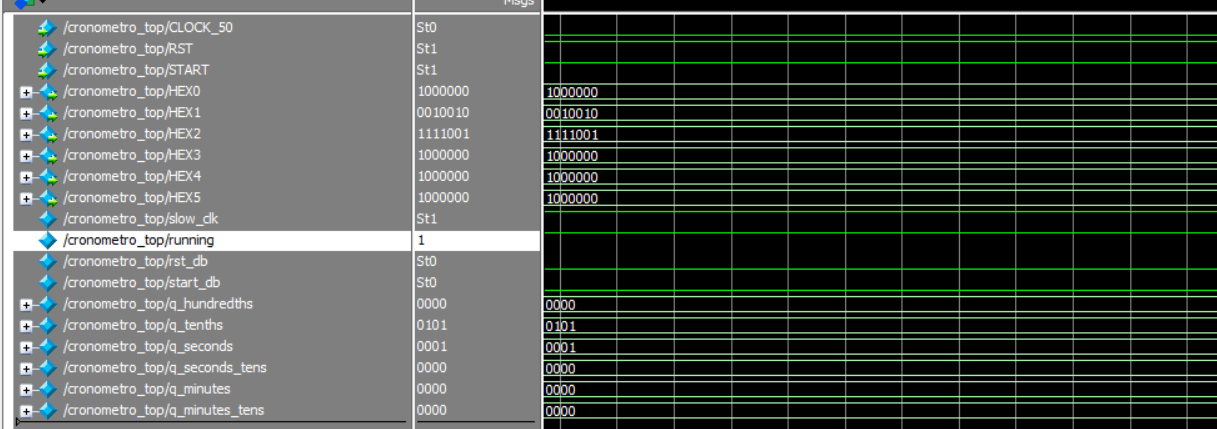 Msgs
/cronometro_top/CLOCK_50 St0
/cronometro_top/RST St1
/cronometro_top/START St1
/cronometro_top/HEX0 1000000 1000000
/cronometro_top/HEX1 0010010 0010010
/cronometro_top/HEX2 1111001 1111001
/cronometro_top/HEX3 1000000 1000000
/cronometro_top/HEX4 1000000 1000000
/cronometro_top/HEX5 1000000 1000000
/cronometro_top/slow_clk St1
/cronometro_top/running 1
/cronometro_top/rst_db St0
/cronometro_top/start_db St0
/cronometro_top/q_hundredths 0000 0000
/cronometro_top/q_tenths 0101 0101
/cronometro_top/q_seconds 0001 0001
/cronometro_top/q_seconds_tens 0000 0000
/cronometro_top/q_minutes 0000 0000
/cronometro_top/q_minutes_tens 0000 0000